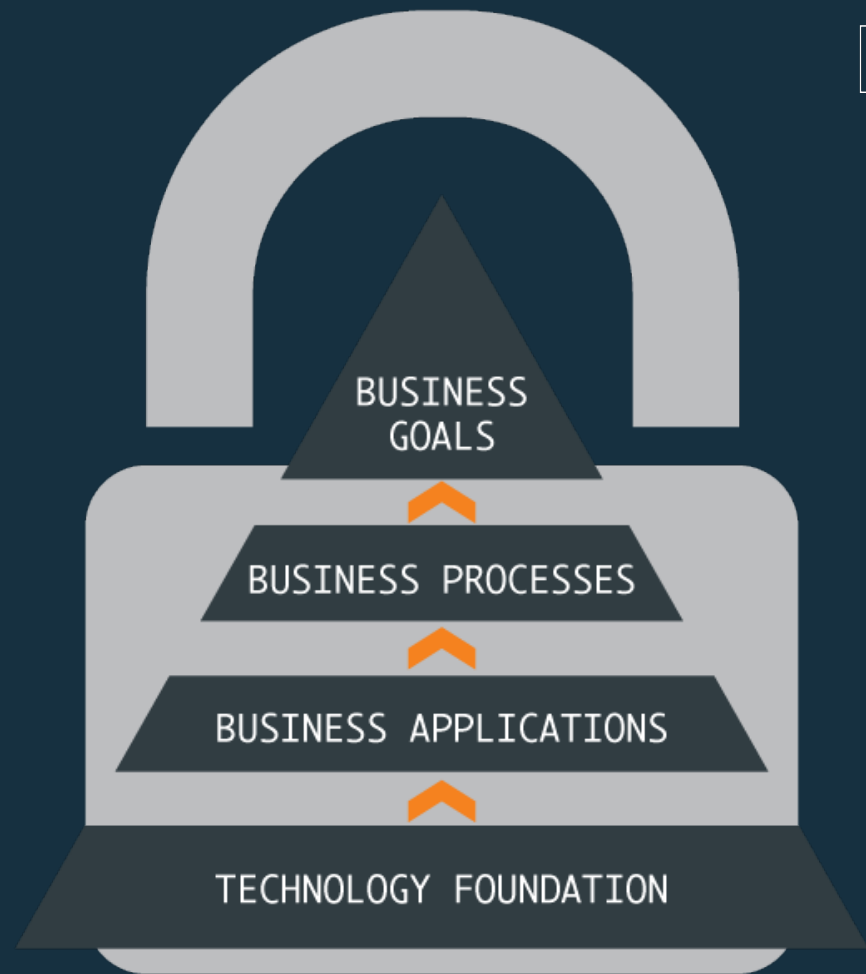 BUSINESS
GOALS
BUSINESS PROCESSES
BUSINESS APPLICATIONS
TECHNOLOGY FOUNDATION